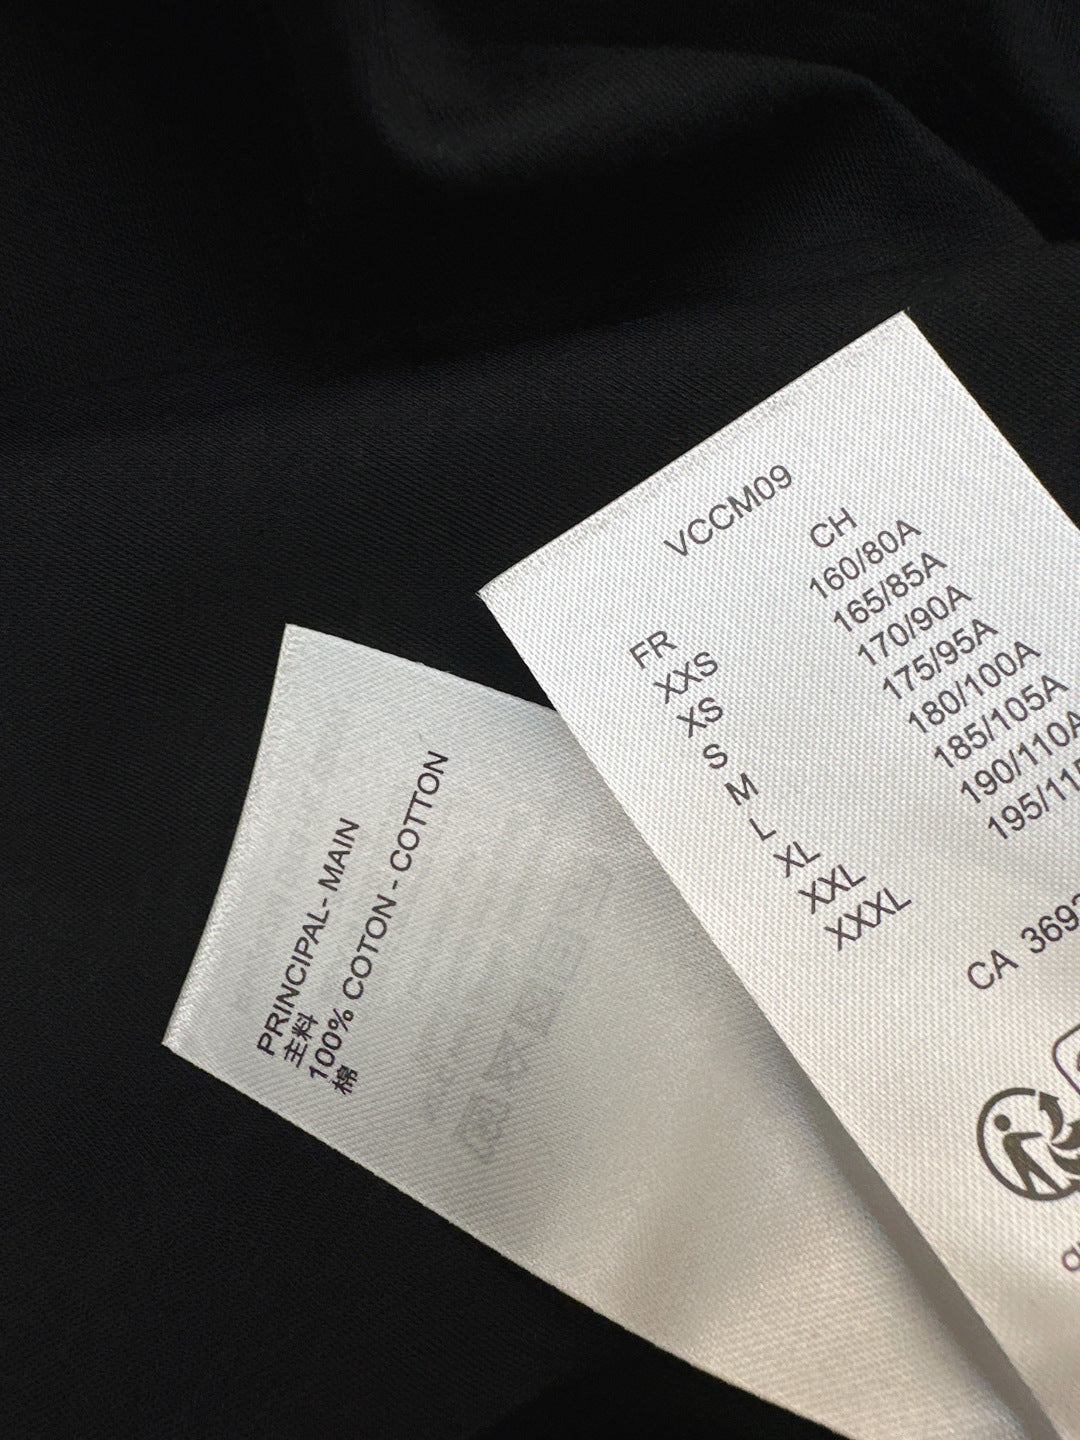 VCCM09
FR CH
XXS 160/80A
XS 165/85A
S 170/90A
M 175/95A
L 180/100A
XL 185/105A
XXL 190/110A
XXXL
CA
PRINCIPAL- MAIN
主料
100% COTON - COTTON
棉